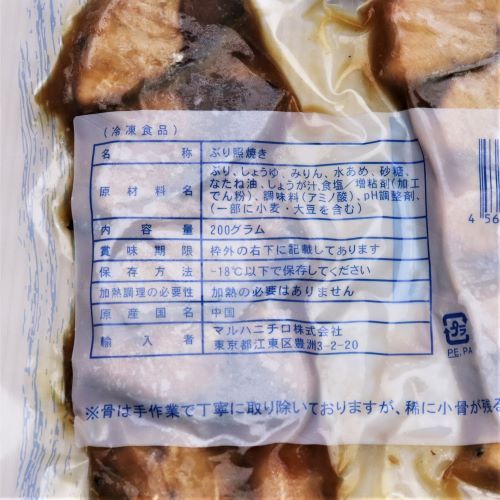 (冷凍食品)
名称 ぶり照焼き
原材料名 ぶり、しょうゆ、みりん、水あめ、砂糖、
なたね油、しょうが汁、食塩／増粘剤(加工
でん粉)、調味料(アミノ酸)、pH調整剤、
(一部に小麦・大豆を含む)
内容量 200グラム
賞味期限 枠外の右下に記載してあります
保存方法 -18℃以下で保存してください
加熱調理の必要性 加熱の必要はありません
原産国名 中国
輸入者 マルハニチロ株式会社
東京都江東区豊洲3-2-20
4 56
プラ
PE,PA
※骨は手作業で丁寧に取り除いておりますが、稀に小骨が残る